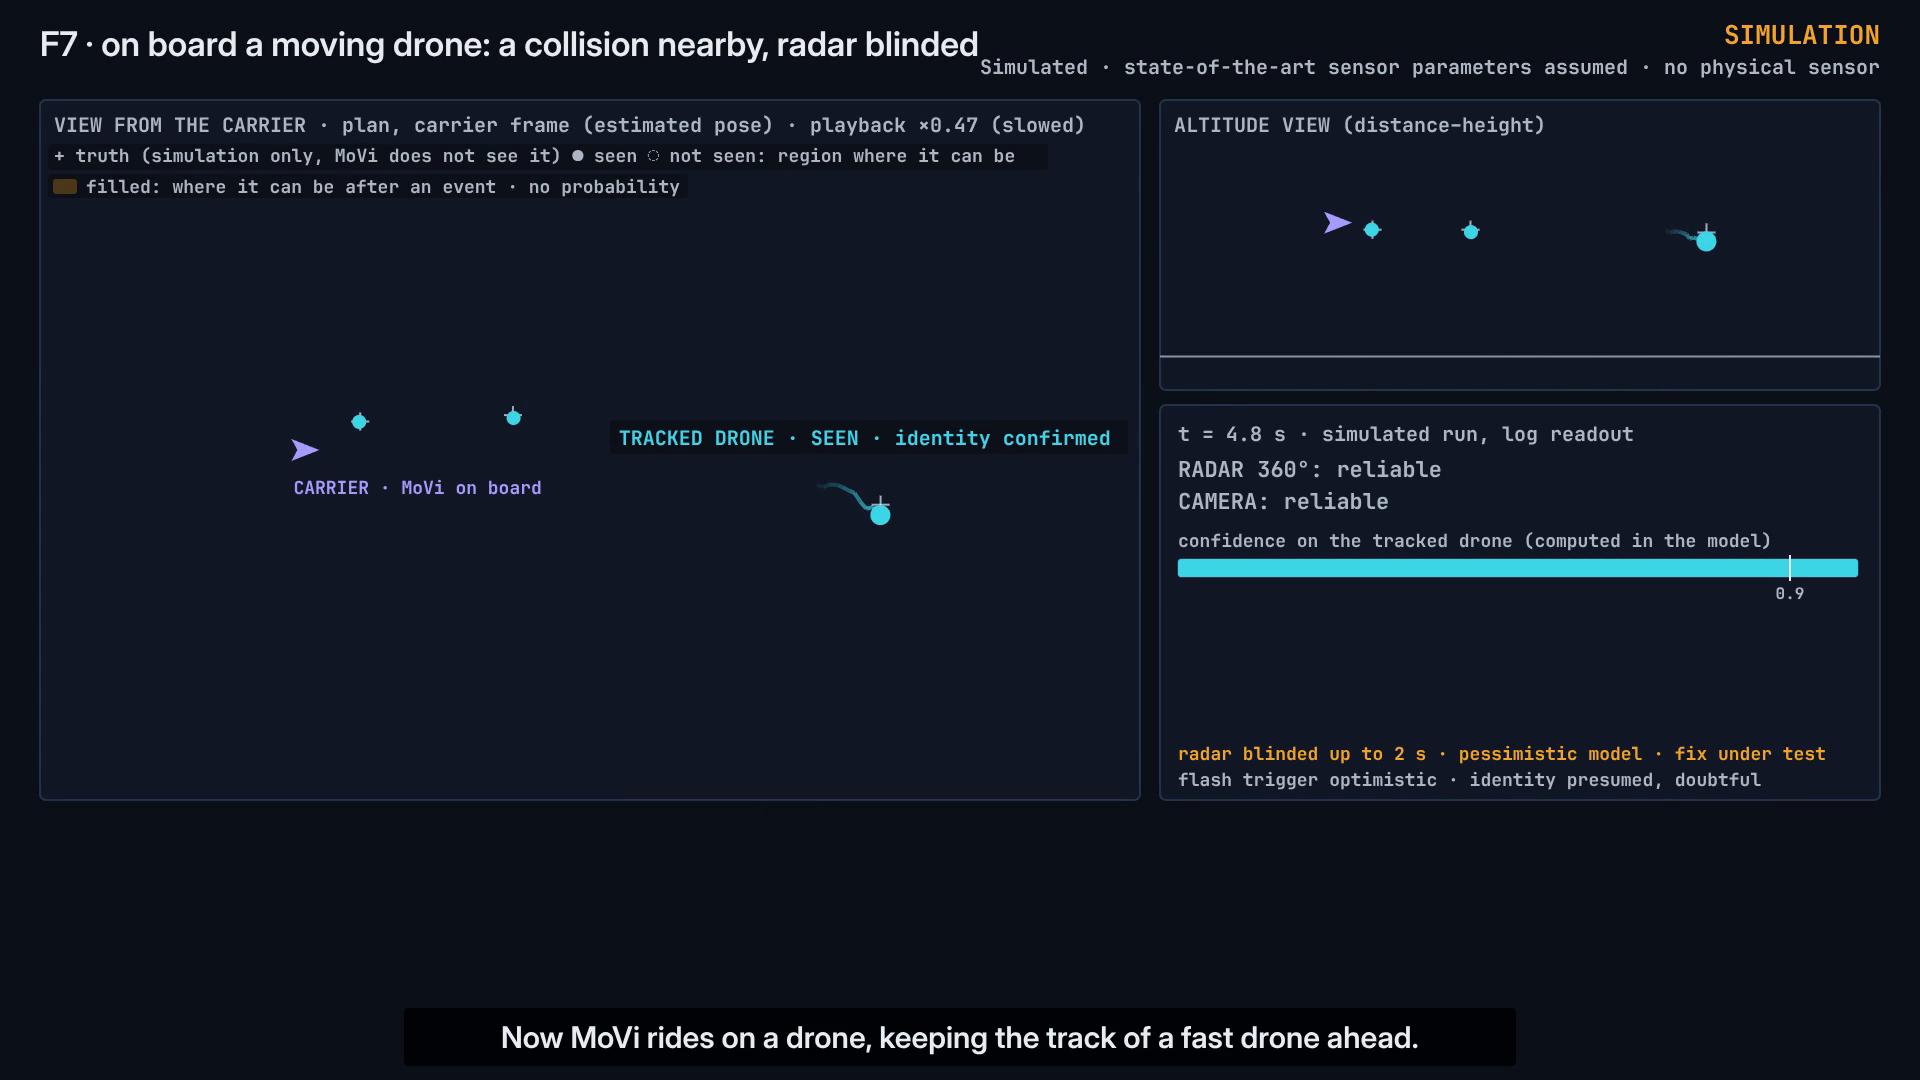 F7 · on board a moving drone: a collision nearby, radar blinded
SIMULATION
Simulated · state-of-the-art sensor parameters assumed · no physical sensor
VIEW FROM THE CARRIER · plan, carrier frame (estimated pose) · playback ×0.47 (slowed)
+ truth (simulation only, MoVi does not see it) ● seen ◌ not seen: region where it can be
filled: where it can be after an event · no probability
TRACKED DRONE · SEEN · identity confirmed
CARRIER · MoVi on board
ALTITUDE VIEW (distance–height)
t = 4.8 s · simulated run, log readout
RADAR 360°: reliable
CAMERA: reliable
confidence on the tracked drone (computed in the model)
0.9
radar blinded up to 2 s · pessimistic model · fix under test
flash trigger optimistic · identity presumed, doubtful
Now MoVi rides on a drone, keeping the track of a fast drone ahead.